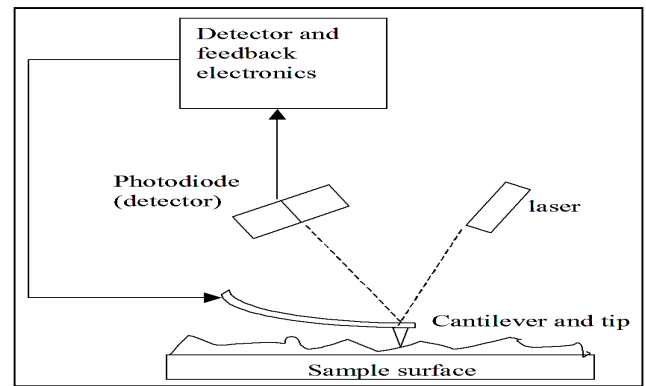 Detector and
feedback
electronics
Photodiode
(detector)
laser
Cantilever and tip
Sample surface